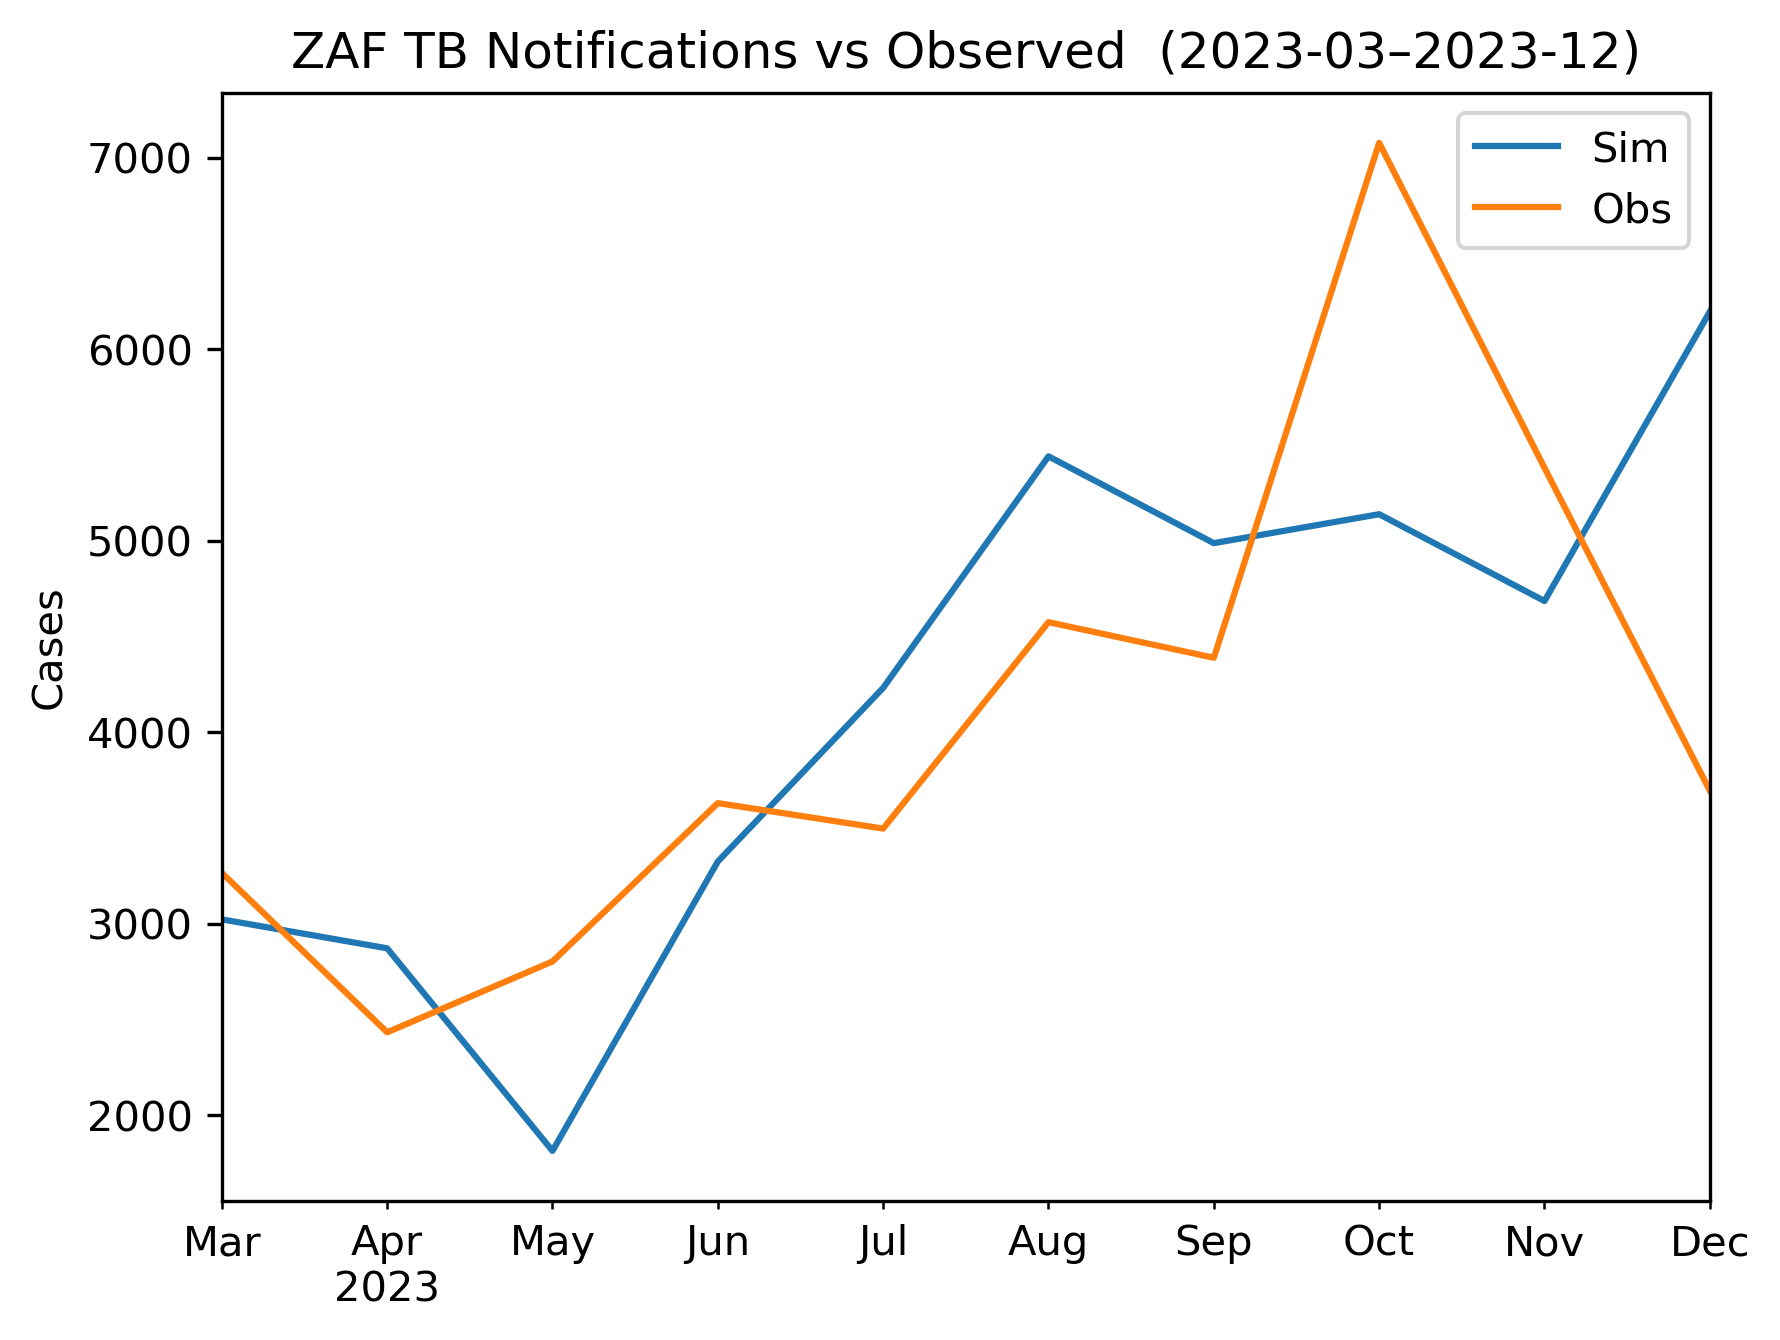 ZAF TB Notifications vs Observed  (2023-03–2023-12)
Sim
Obs
Cases
7000
6000
5000
4000
3000
2000
Mar Apr May Jun Jul Aug Sep Oct Nov Dec
2023